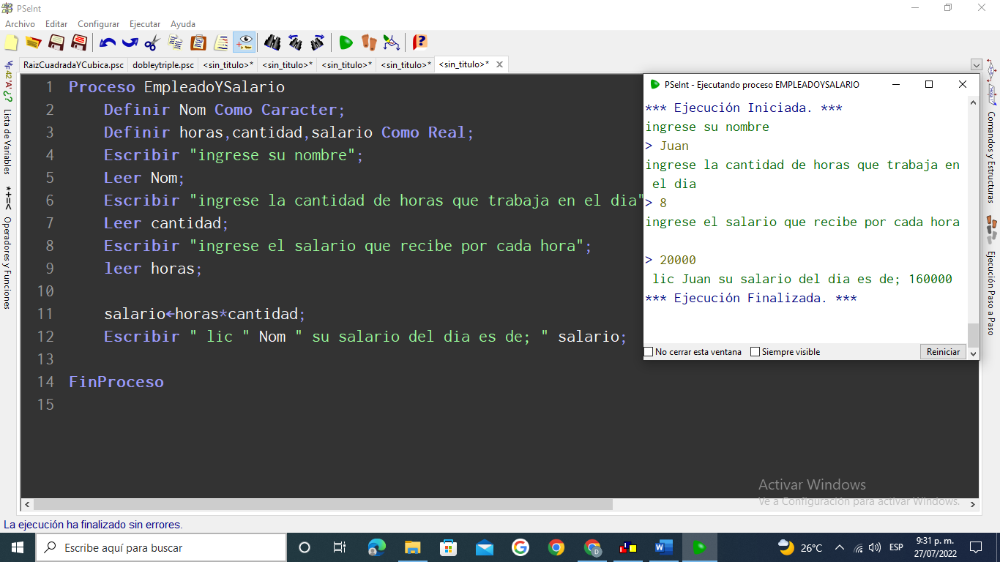 PSeInt
Archivo Editar Configurar Ejecutar Ayuda
RaizCuadradaYCubica.psc dobleytriple.psc <sin_titulo>* <sin_titulo>* <sin_titulo>* <sin_titulo>* <sin_titulo>*
*+=< Operadores y Funciones
42 'A' ¿? Lista de Variables
1 Proceso EmpleadoYSalario
2 Definir Nom Como Caracter;
3 Definir horas,cantidad,salario Como Real;
4 Escribir "ingrese su nombre";
5 Leer Nom;
6 Escribir "ingrese la cantidad de horas que trabaja en el dia"
7 Leer cantidad;
8 Escribir "ingrese el salario que recibe por cada hora";
9 leer horas;
10
11 salario←horas*cantidad;
12 Escribir " lic " Nom " su salario del dia es de; " salario;
13
14 FinProceso
15
PSeInt - Ejecutando proceso EMPLEADOYSALARIO
*** Ejecución Iniciada. ***
ingrese su nombre
> Juan
ingrese la cantidad de horas que trabaja en
el dia
> 8
ingrese el salario que recibe por cada hora
> 20000
lic Juan su salario del dia es de; 160000
*** Ejecución Finalizada. ***
No cerrar esta ventana Siempre visible Reiniciar
Comandos y Estructuras
Ejecución Paso a Paso
Activar Windows
Ve a Configuración para activar Windows.
La ejecución ha finalizado sin errores.
Escribe aquí para buscar
26°C ESP 9:31 p. m.
27/07/2022